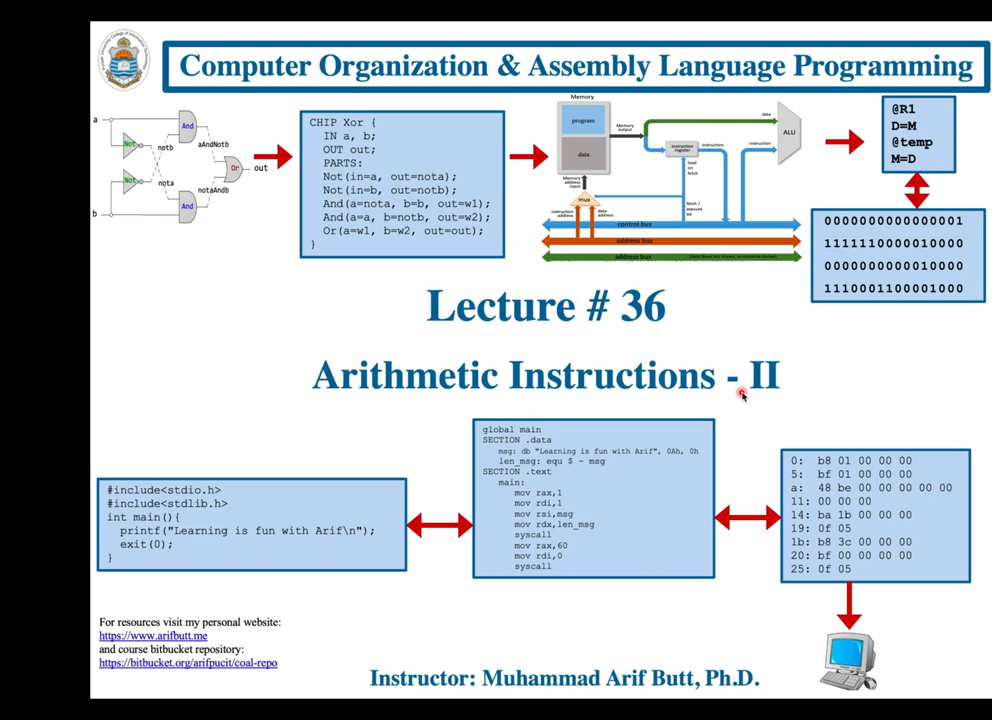 Computer Organization & Assembly Language Programming
a
b
Not
Not
notb
nota
And
And
aAndNotb
notaAndb
Or
out
CHIP Xor {
IN a, b;
OUT out;
PARTS:
Not(in=a, out=nota);
Not(in=b, out=notb);
And(a=nota, b=b, out=w1);
And(a=a, b=notb, out=w2);
Or(a=w1, b=w2, out=out);
}
Memory
program
data
Memory
output
Memory
address
input
mux
instruction
address
data
address
instruction
register
load
on
fetch
fetch /
execute
bit
instruction
instruction
data
ALU
control bus
address bus
address bus
@R1
D=M
@temp
M=D
0000000000000001
1111110000010000
0000000000010000
1110001100001000
Lecture # 36
Arithmetic Instructions - II
#include<stdio.h>
#include<stdlib.h>
int main(){
printf("Learning is fun with Arif\n");
exit(0);
}
global main
SECTION .data
msg: db "Learning is fun with Arif", 0Ah, 0h
len_msg: equ $ - msg
SECTION .text
main:
mov rax,1
mov rdi,1
mov rsi,msg
mov rdx,len_msg
syscall
mov rax,60
mov rdi,0
syscall
0: b8 01 00 00 00
5: bf 01 00 00 00
a: 48 be 00 00 00 00 00
11: 00 00 00
14: ba 1b 00 00 00
19: 0f 05
1b: b8 3c 00 00 00
20: bf 00 00 00 00
25: 0f 05
For resources visit my personal website:
https://www.arifbutt.me
and course bitbucket repository:
https://bitbucket.org/arifpucit/coal-repo
Instructor: Muhammad Arif Butt, Ph.D.